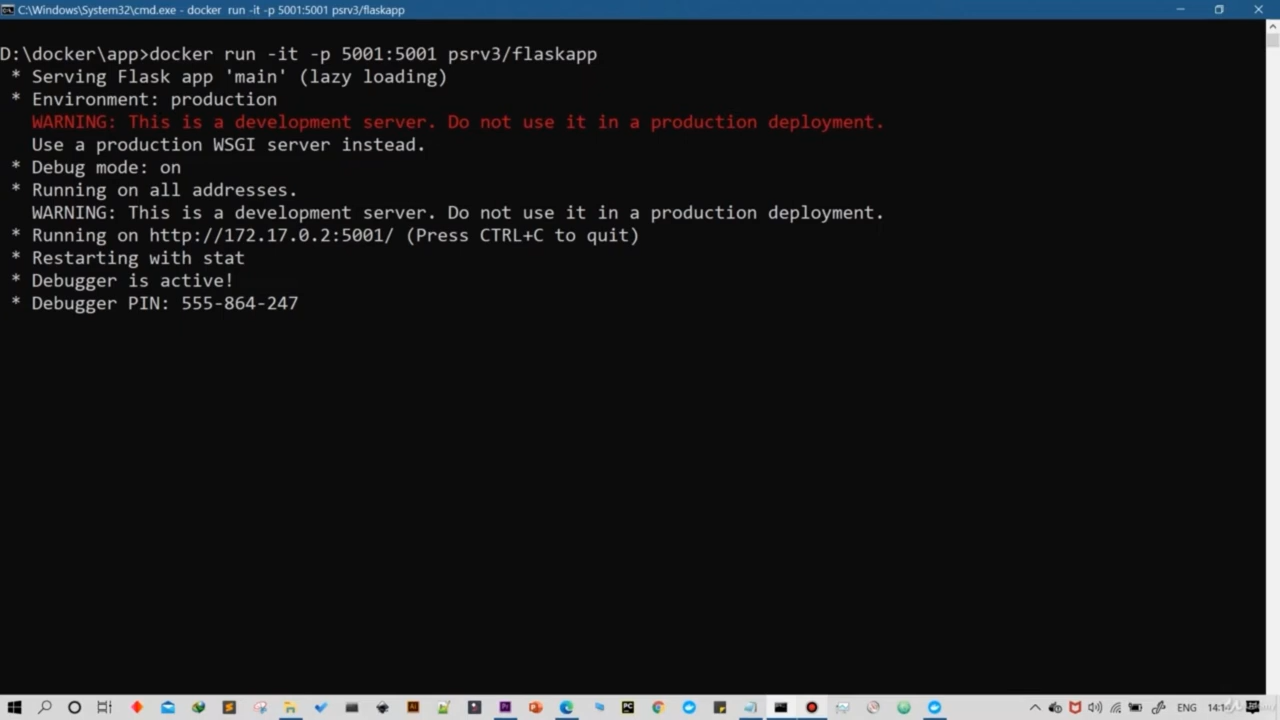 C:\Windows\System32\cmd.exe - docker run -it -p 5001:5001 psrv3/flaskapp
D:\docker\app>docker run -it -p 5001:5001 psrv3/flaskapp
* Serving Flask app 'main' (lazy loading)
* Environment: production
WARNING: This is a development server. Do not use it in a production deployment.
Use a production WSGI server instead.
* Debug mode: on
* Running on all addresses.
WARNING: This is a development server. Do not use it in a production deployment.
* Running on http://172.17.0.2:5001/ (Press CTRL+C to quit)
* Restarting with stat
* Debugger is active!
* Debugger PIN: 555-864-247
ENG 14:14